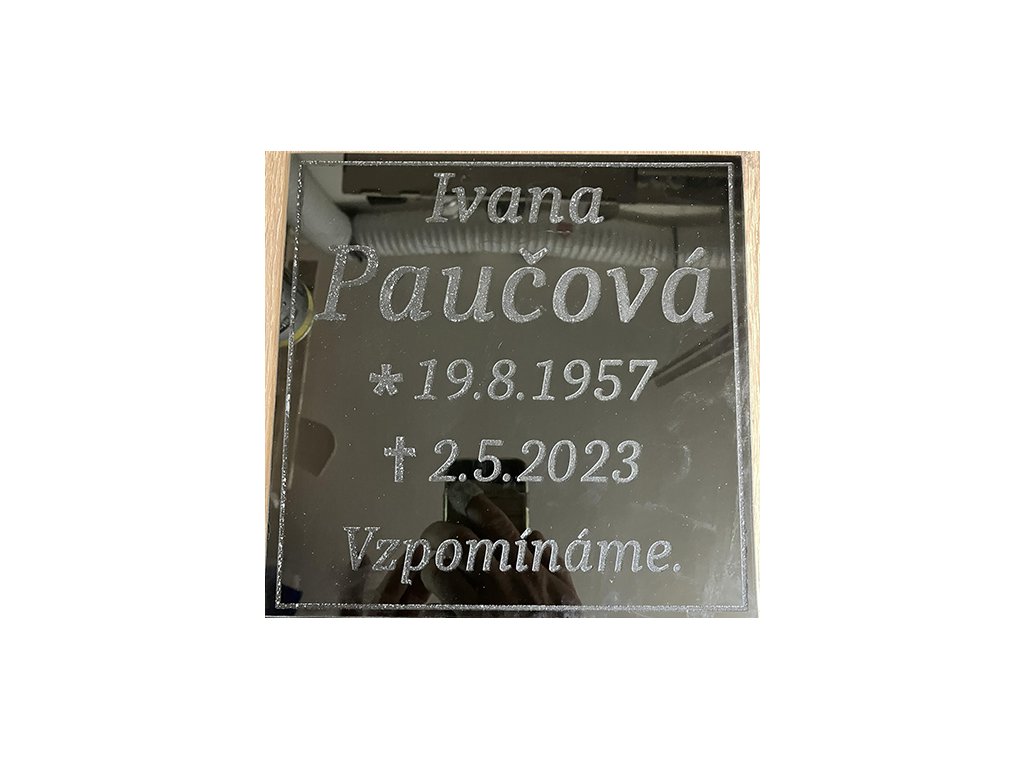 Ivana
Paučová
* 19.8.1957
✝ 2.5.2023
Vzpomínáme.